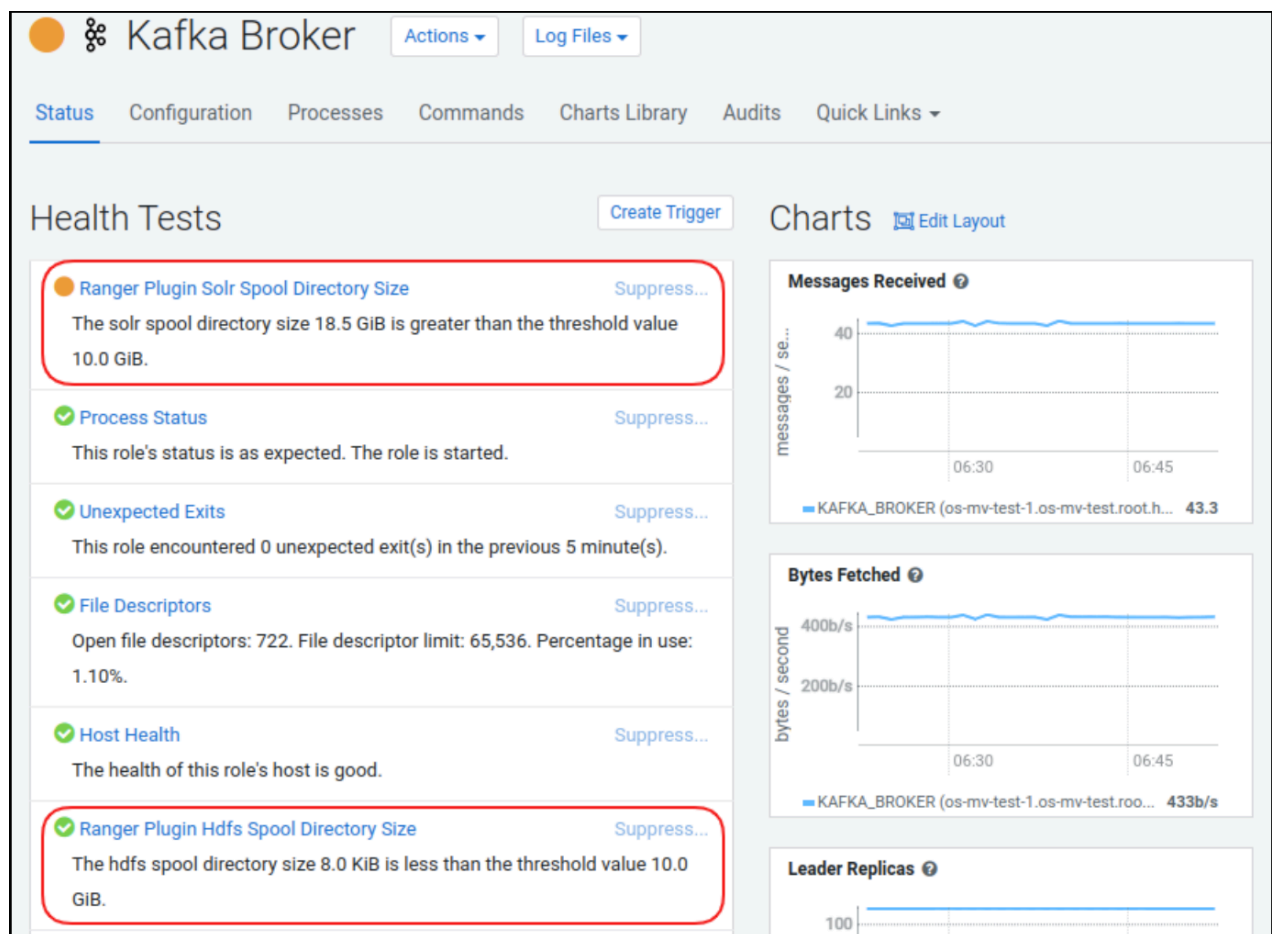 Kafka Broker
Actions
Log Files
Status
Configuration
Processes
Commands
Charts Library
Audits
Quick Links
Health Tests
Create Trigger
Ranger Plugin Solr Spool Directory Size
Suppress...
The solr spool directory size 18.5 GiB is greater than the threshold value
10.0 GiB.
Process Status
Suppress...
This role's status is as expected. The role is started.
Unexpected Exits
Suppress...
This role encountered 0 unexpected exit(s) in the previous 5 minute(s).
File Descriptors
Suppress...
Open file descriptors: 722. File descriptor limit: 65,536. Percentage in use:
1.10%.
Host Health
Suppress...
The health of this role's host is good.
Ranger Plugin Hdfs Spool Directory Size
Suppress...
The hdfs spool directory size 8.0 KiB is less than the threshold value 10.0
GiB.
Charts
Edit Layout
Messages Received
messages / se...
40
20
06:30
06:45
KAFKA_BROKER (os-mv-test-1.os-mv-test.root.h... 43.3
Bytes Fetched
bytes / second
400b/s
200b/s
06:30
06:45
KAFKA_BROKER (os-mv-test-1.os-mv-test.roo... 433b/s
Leader Replicas
100